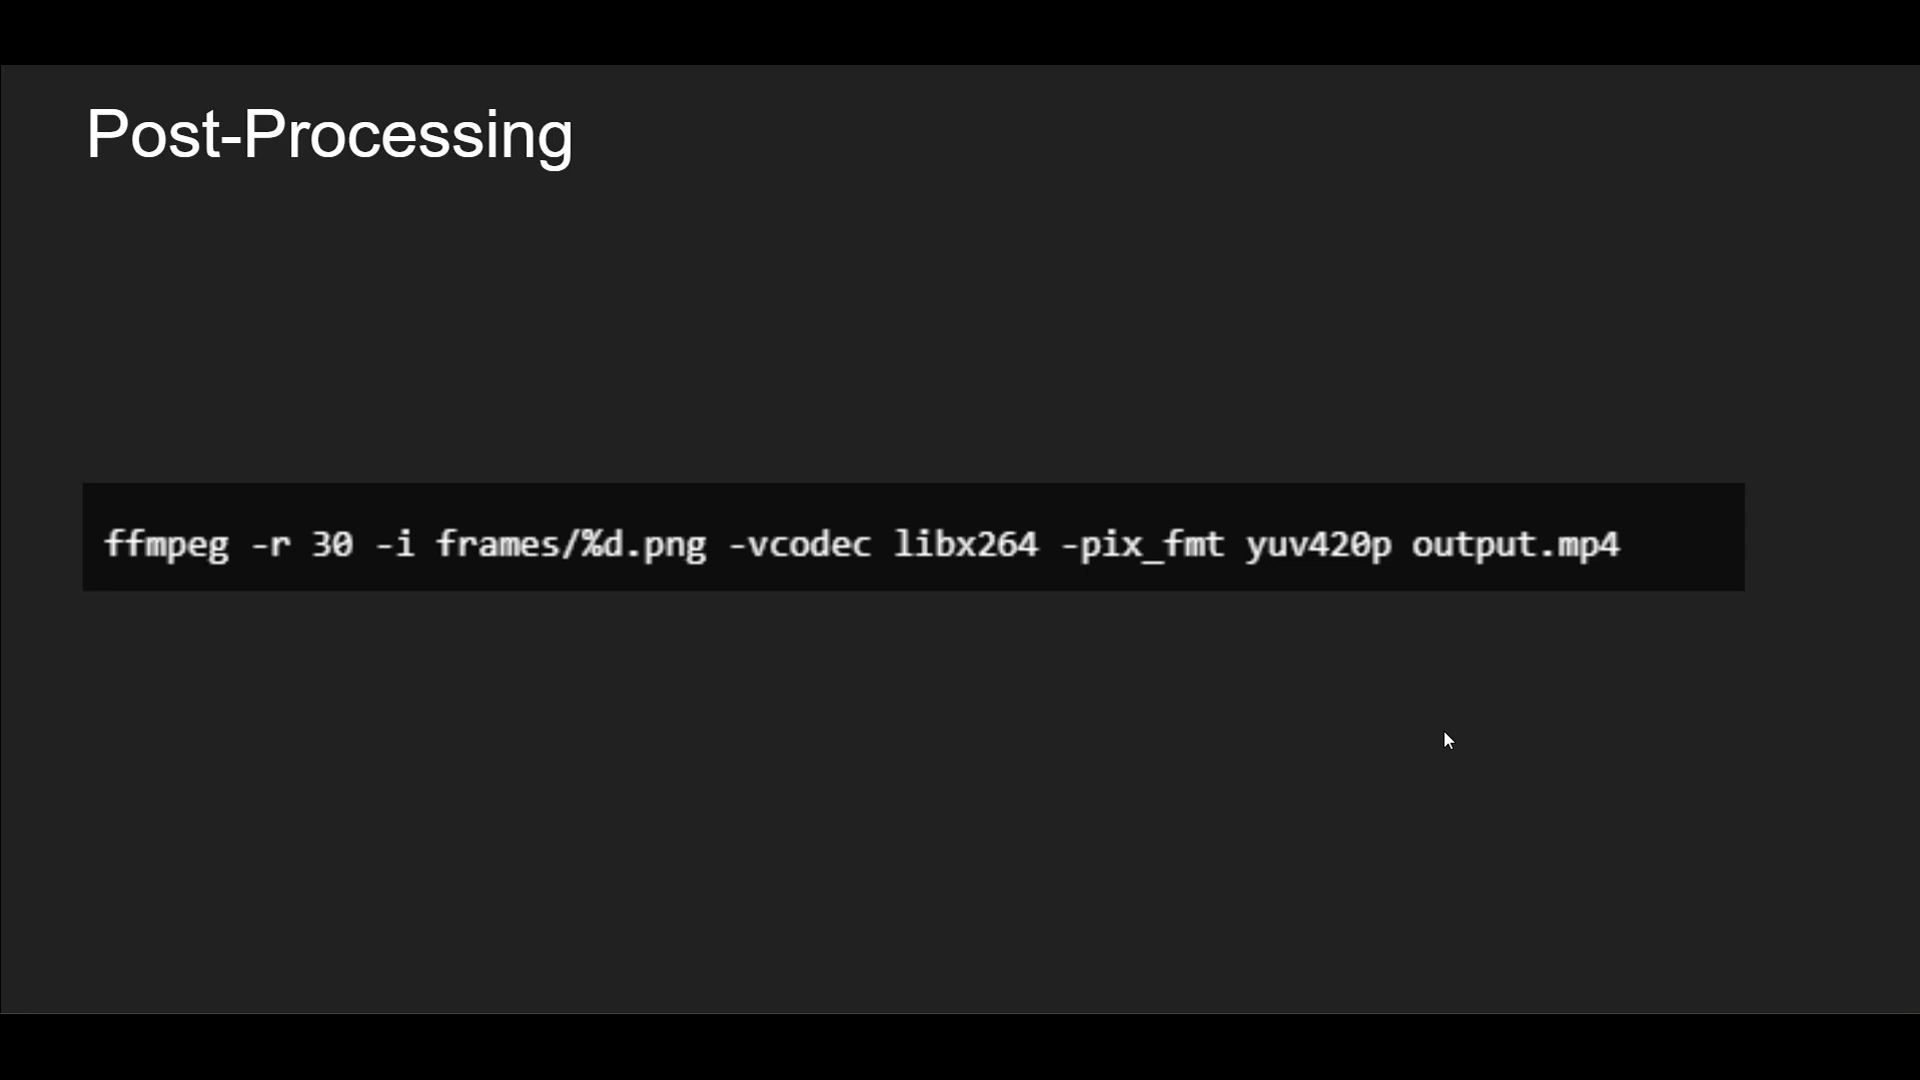 Post-Processing
ffmpeg -r 30 -i frames/%d.png -vcodec libx264 -pix_fmt yuv420p output.mp4